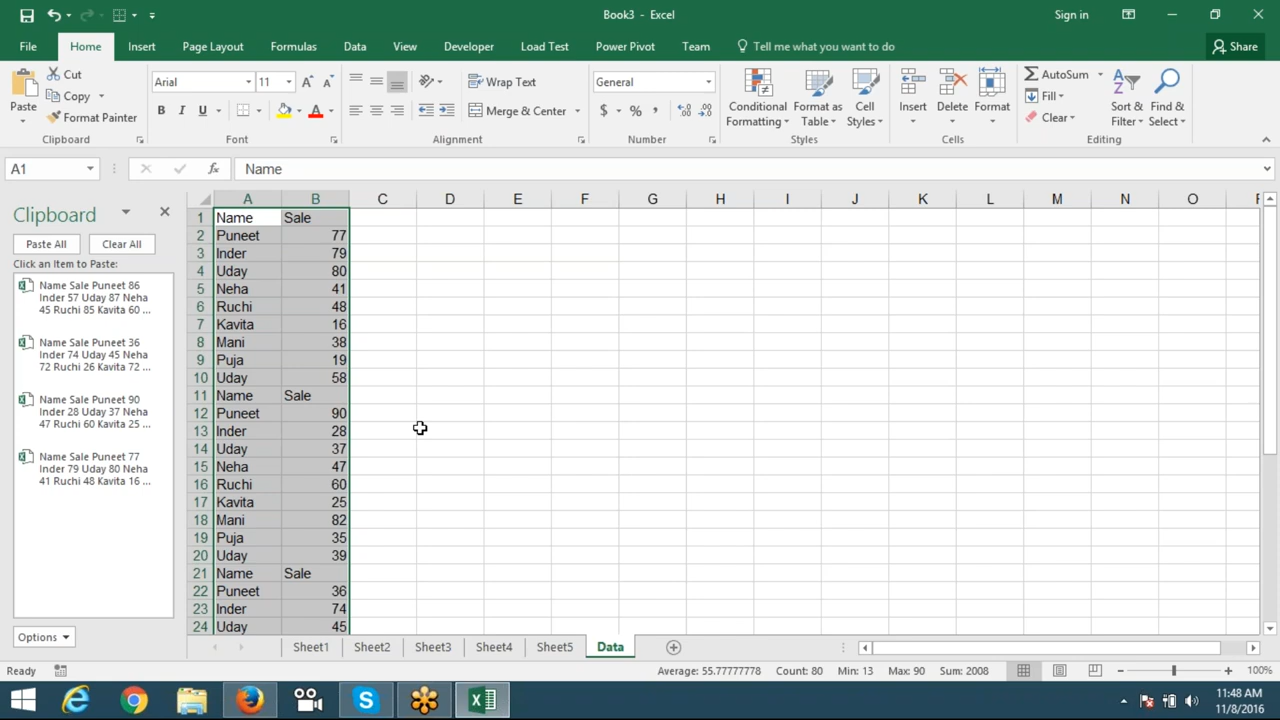 Book3 - Excel
Sign in
File Home Insert Page Layout Formulas Data View Developer Load Test Power Pivot Team Tell me what you want to do Share
Paste Cut Copy Format Painter
Arial 11
B I U
Wrap Text
Merge & Center
General
$ % ,
Conditional Formatting Format as Table Cell Styles
Insert Delete Format
AutoSum Fill Clear
Sort & Filter Find & Select
Clipboard Font Alignment Number Styles Cells Editing
A1 fx Name
Clipboard
Paste All Clear All
Click an Item to Paste:
Name Sale Puneet 86
Inder 57 Uday 87 Neha
45 Ruchi 85 Kavita 60 ...
Name Sale Puneet 36
Inder 74 Uday 45 Neha
72 Ruchi 26 Kavita 72 ...
Name Sale Puneet 90
Inder 28 Uday 37 Neha
47 Ruchi 60 Kavita 25 ...
Name Sale Puneet 77
Inder 79 Uday 80 Neha
41 Ruchi 48 Kavita 16 ...
Options
A B C D E F G H I J K L M N O
1 Name Sale
2 Puneet 77
3 Inder 79
4 Uday 80
5 Neha 41
6 Ruchi 48
7 Kavita 16
8 Mani 38
9 Puja 19
10 Uday 58
11 Name Sale
12 Puneet 90
13 Inder 28
14 Uday 37
15 Neha 47
16 Ruchi 60
17 Kavita 25
18 Mani 82
19 Puja 35
20 Uday 39
21 Name Sale
22 Puneet 36
23 Inder 74
24 Uday 45
Sheet1 Sheet2 Sheet3 Sheet4 Sheet5 Data
Ready Average: 55.77777778 Count: 80 Min: 13 Max: 90 Sum: 2008 100%
11:48 AM
11/8/2016